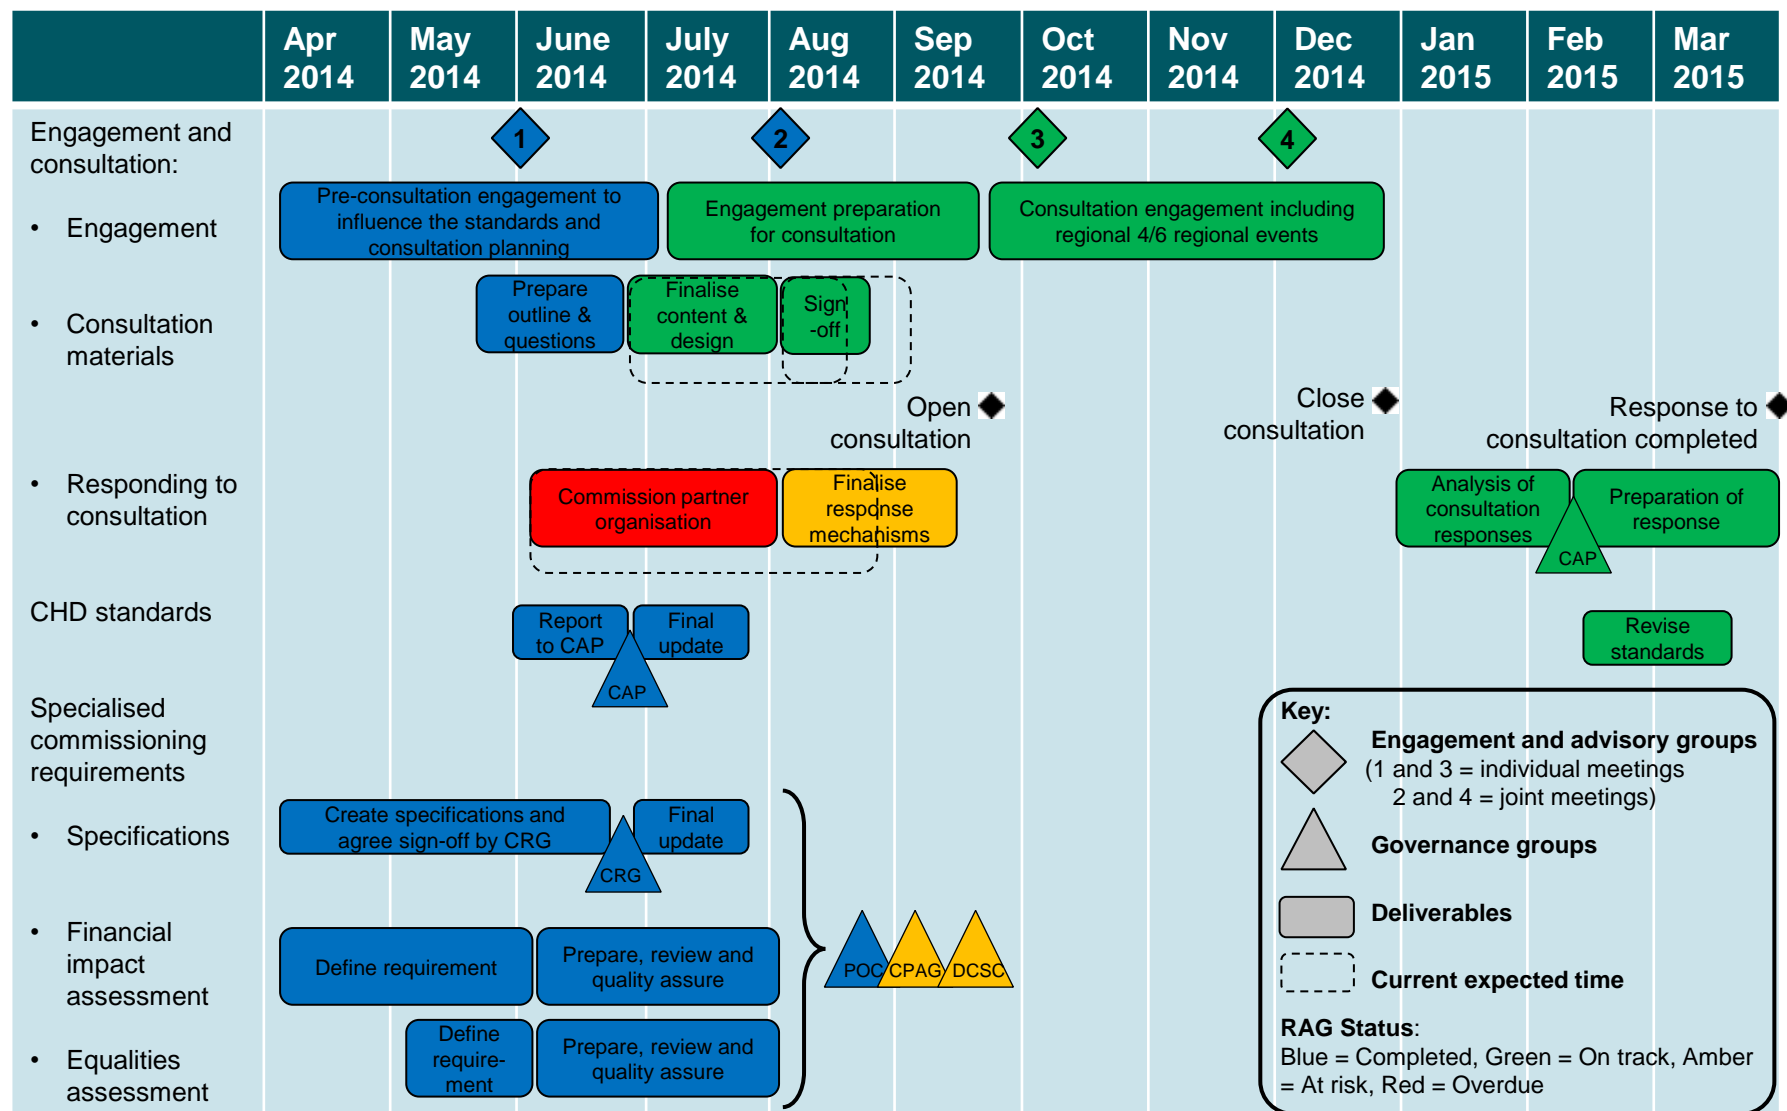 Apr 2014
May 2014
June 2014
July 2014
Aug 2014
Sep 2014
Oct 2014
Nov 2014
Dec 2014
Jan 2015
Feb 2015
Mar 2015
Engagement and
consultation:
1
2
3
4
• Engagement
Pre-consultation engagement to
influence the standards and
consultation planning
Engagement preparation
for consultation
Consultation engagement including
regional 4/6 regional events
• Consultation
materials
Prepare
outline &
questions
Finalise
content &
design
Sign
-off
Open
consultation
Close
consultation
Response to
consultation completed
• Responding to
consultation
Commission partner
organisation
Finalise
response
mechanisms
Analysis of
consultation
responses
CAP
Preparation of
response
CHD standards
Report
to CAP
CAP
Final
update
Revise
standards
Specialised
commissioning
requirements
• Specifications
Create specifications and
agree sign-off by CRG
CRG
Final
update
• Financial
impact
assessment
Define requirement
Prepare, review and
quality assure
POC
CPAG
DCSC
• Equalities
assessment
Define
require-
ment
Prepare, review and
quality assure
Key:
Engagement and advisory groups
(1 and 3 = individual meetings
2 and 4 = joint meetings)
Governance groups
Deliverables
Current expected time
RAG Status:
Blue = Completed, Green = On track, Amber
= At risk, Red = Overdue